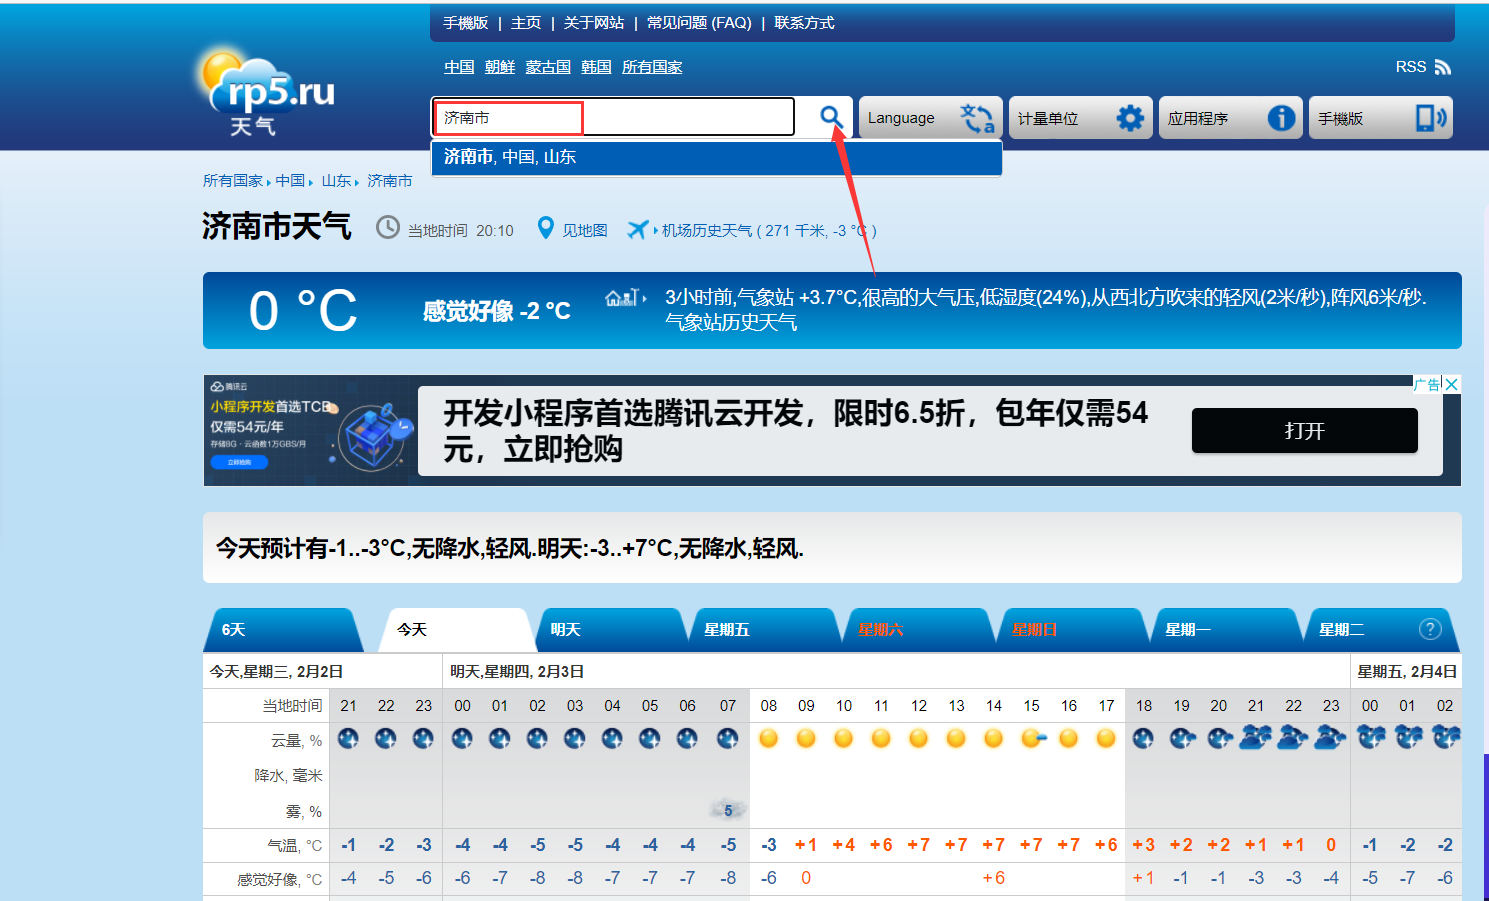 手機版 | 主页 | 关于网站 | 常见问题 (FAQ) | 联系方式
中国 朝鲜 蒙古国 韩国 所有国家
RSS
rp5.ru
天气
济南市
Language
计量单位
应用程序
手機版
济南市, 中国, 山东
所有国家 中国 山东 济南市
济南市天气
当地时间 20:10
见地图
机场历史天气 ( 271 千米, -3 °C )
0 °C
感觉好像 -2 °C
3小时前,气象站 +3.7°C,很高的大气压,低湿度(24%),从西北方吹来的轻风(2米/秒),阵风6米/秒.
气象站历史天气
广告
腾讯云
小程序开发首选TCB
仅需54元/年
存储8G · 云函数1万GBS/月
立即抢购
开发小程序首选腾讯云开发，限时6.5折，包年仅需54
元，立即抢购
打开
今天预计有-1..-3°C,无降水,轻风.明天:-3..+7°C,无降水,轻风.
6天 今天 明天 星期五 星期六 星期日 星期一 星期二 ?
今天,星期三, 2月2日 明天,星期四, 2月3日 星期五, 2月4日
当地时间 21 22 23 00 01 02 03 04 05 06 07 08 09 10 11 12 13 14 15 16 17 18 19 20 21 22 23 00 01 02
云量, %
降水, 毫米
雾, % 5
气温, °C -1 -2 -3 -4 -4 -5 -5 -4 -4 -4 -5 -3 +1 +4 +6 +7 +7 +7 +7 +7 +6 +3 +2 +2 +1 +1 0 -1 -2 -2
感觉好像, °C -4 -5 -6 -6 -7 -8 -8 -7 -7 -7 -8 -6 0 +6 +1 -1 -1 -3 -3 -4 -5 -7 -6